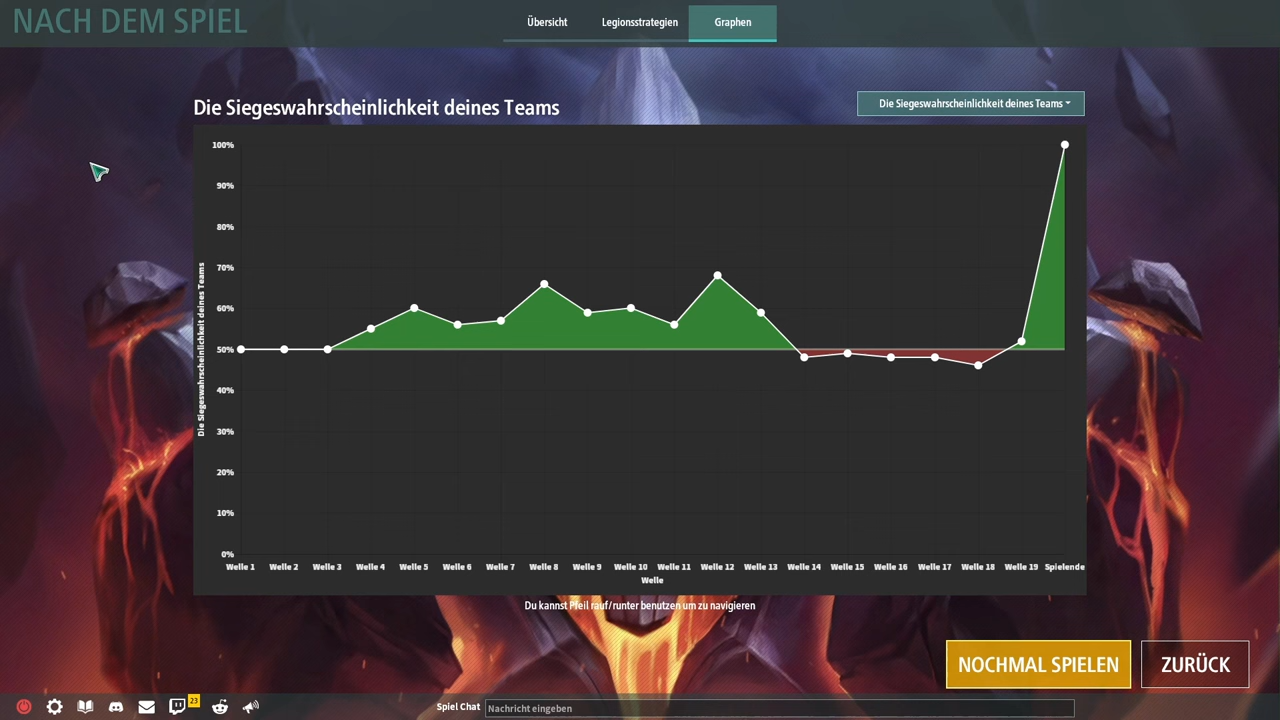 NACH DEM SPIEL
Übersicht
Legionsstrategien
Graphen
Die Siegeswahrscheinlichkeit deines Teams
Die Siegeswahrscheinlichkeit deines Teams
Die Siegeswahrscheinlichkeit deines Teams
100%
90%
80%
70%
60%
50%
40%
30%
20%
10%
0%
Welle 1 Welle 2 Welle 3 Welle 4 Welle 5 Welle 6 Welle 7 Welle 8 Welle 9 Welle 10 Welle 11 Welle 12 Welle 13 Welle 14 Welle 15 Welle 16 Welle 17 Welle 18 Welle 19 Spielende
Welle
Du kannst Pfeil rauf/runter benutzen um zu navigieren
NOCHMAL SPIELEN
ZURÜCK
23
Spiel Chat
Nachricht eingeben